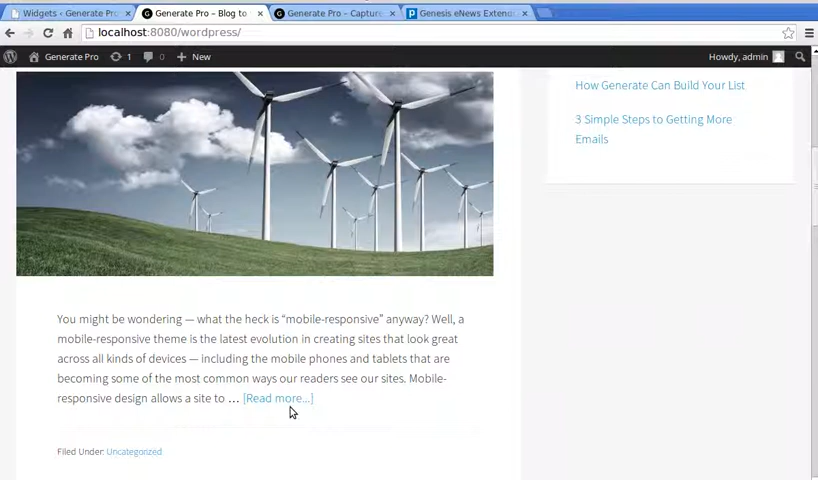 Widgets ‹ Generate Pro
Generate Pro – Blog to
Generate Pro – Capture
Genesis eNews Extend
localhost:8080/wordpress/
Generate Pro
1
0
New
Howdy, admin
How Generate Can Build Your List
3 Simple Steps to Getting More
Emails
You might be wondering — what the heck is “mobile-responsive” anyway? Well, a
mobile-responsive theme is the latest evolution in creating sites that look great
across all kinds of devices — including the mobile phones and tablets that are
becoming some of the most common ways our readers see our sites. Mobile-
responsive design allows a site to … [Read more...]
Filed Under: Uncategorized